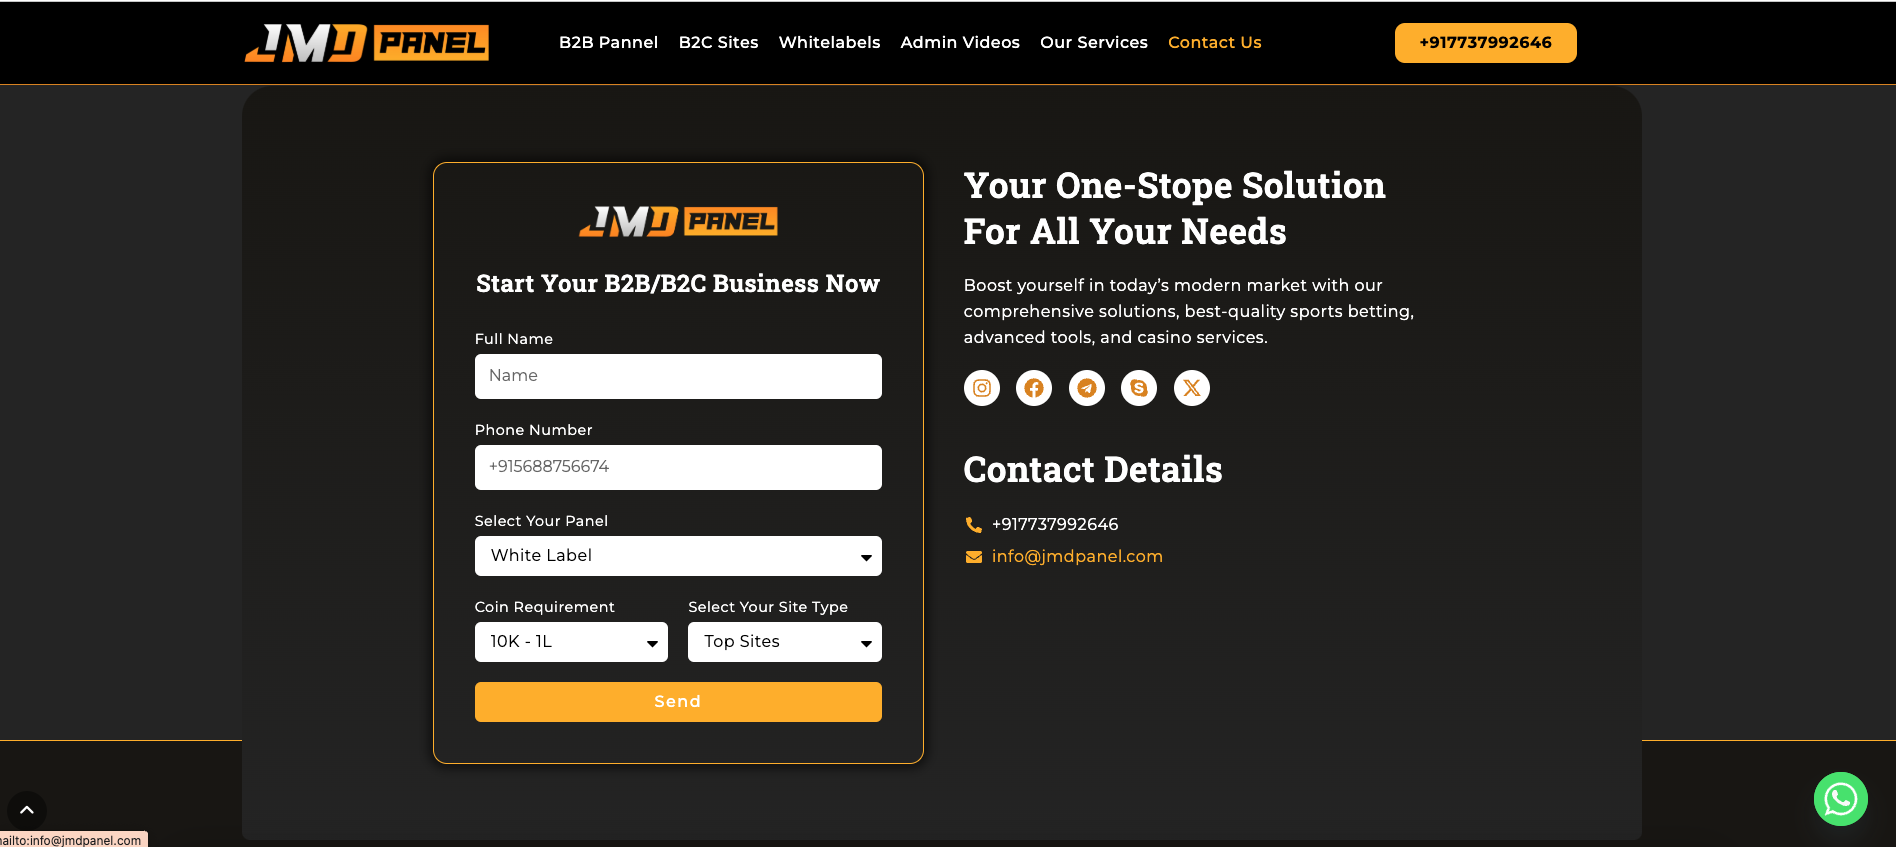 JMD PANEL
B2B Pannel
B2C Sites
Whitelabels
Admin Videos
Our Services
Contact Us
+917737992646
JMD PANEL
Start Your B2B/B2C Business Now
Full Name
Name
Phone Number
+915688756674
Select Your Panel
White Label
Coin Requirement
10K - 1L
Select Your Site Type
Top Sites
Send
Your One-Stope Solution
For All Your Needs
Boost yourself in today’s modern market with our
comprehensive solutions, best-quality sports betting,
advanced tools, and casino services.
Contact Details
+917737992646
info@jmdpanel.com
mailto:info@jmdpanel.com